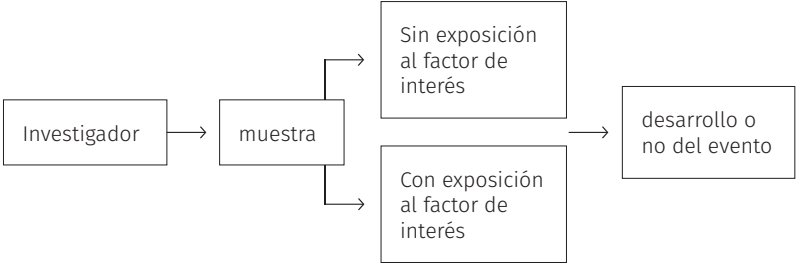 Investigador
muestra
Sin exposición
al factor de
interés
Con exposición
al factor de
interés
desarrollo o
no del evento